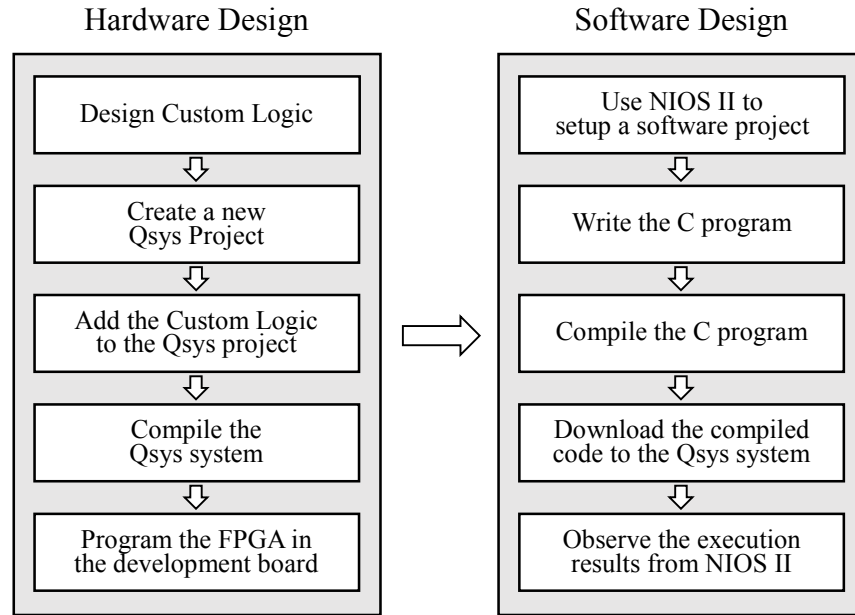 Hardware Design
Design Custom Logic
Create a new
Qsys Project
Add the Custom Logic
to the Qsys project
Compile the
Qsys system
Program the FPGA in
the development board
Software Design
Use NIOS II to
setup a software project
Write the C program
Compile the C program
Download the compiled
code to the Qsys system
Observe the execution
results from NIOS II